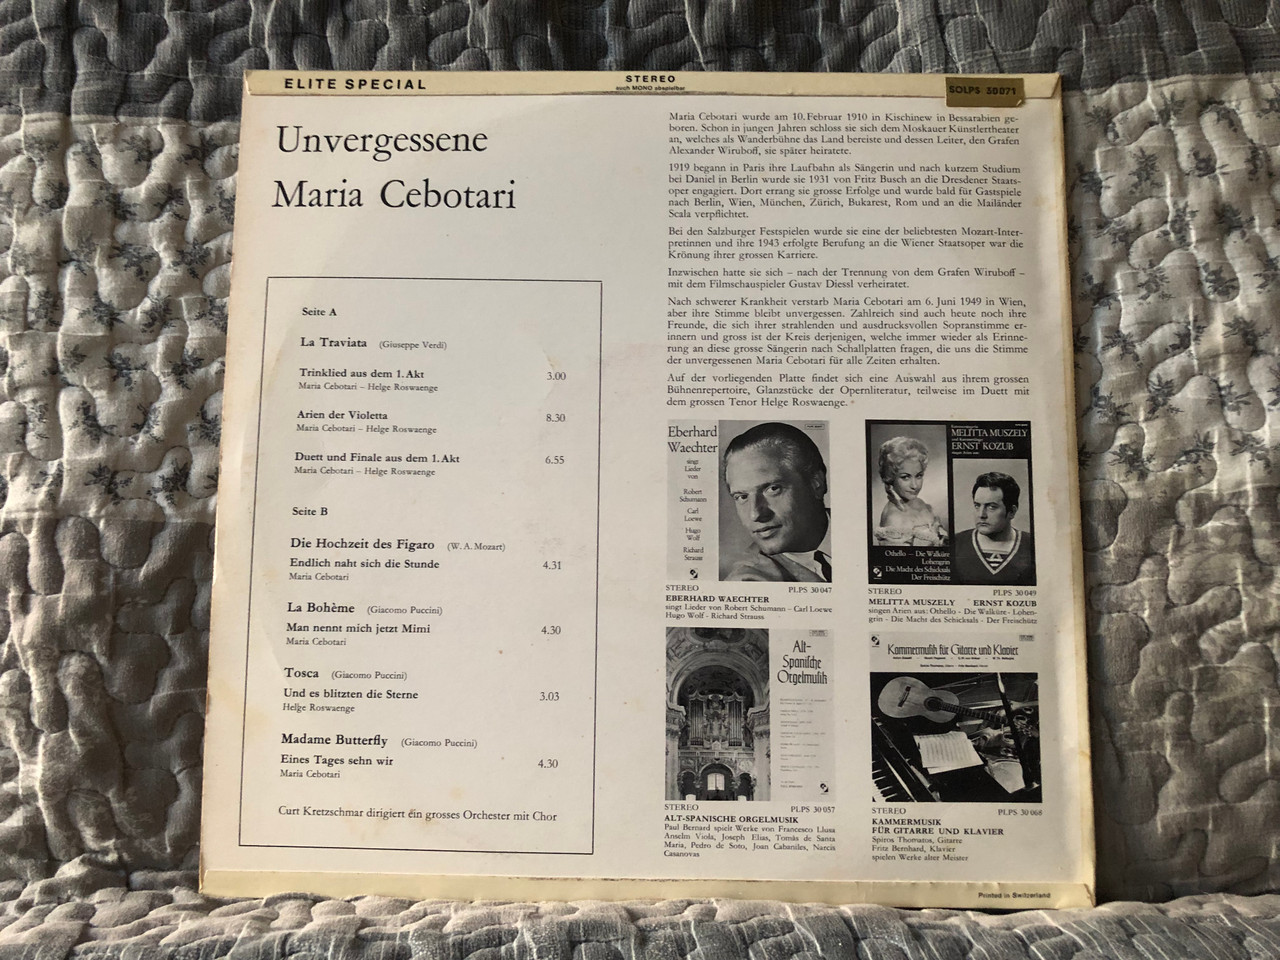 ELITE SPECIAL
STEREO
auch MONO abspielbar
SOLPS 30071
Unvergessene
Maria Cebotari
Seite A
La Traviata (Giuseppe Verdi)
Trinklied aus dem 1. Akt 3.00
Maria Cebotari – Helge Roswaenge
Arien der Violetta 8.30
Maria Cebotari – Helge Roswaenge
Duett und Finale aus dem 1. Akt 6.55
Maria Cebotari – Helge Roswaenge
Seite B
Die Hochzeit des Figaro (W. A. Mozart)
Endlich naht sich die Stunde 4.31
Maria Cebotari
La Bohème (Giacomo Puccini)
Man nennt mich jetzt Mimi 4.30
Maria Cebotari
Tosca (Giacomo Puccini)
Und es blitzten die Sterne 3.03
Helge Roswaenge
Madame Butterfly (Giacomo Puccini)
Eines Tages sehn wir 4.30
Maria Cebotari
Curt Kretzschmar dirigiert ein grosses Orchester mit Chor
Maria Cebotari wurde am 10. Februar 1910 in Kischinew in Bessarabien ge-
boren. Schon in jungen Jahren schloss sie sich dem Moskauer Künstlertheater
an, welches als Wanderbühne das Land bereiste und dessen Leiter, den Grafen
Alexander Wiruboff, sie später heiratete.
1919 begann in Paris ihre Laufbahn als Sängerin und nach kurzem Studium
bei Daniel in Berlin wurde sie 1931 von Fritz Busch an die Dresdener Staats-
oper engagiert. Dort errang sie grosse Erfolge und wurde bald für Gastspiele
nach Berlin, Wien, München, Zürich, Bukarest, Rom und an die Mailänder
Scala verpflichtet.
Bei den Salzburger Festspielen wurde sie eine der beliebtesten Mozart-Inter-
pretinnen und ihre 1943 erfolgte Berufung an die Wiener Staatsoper war die
Krönung ihrer grossen Karriere.
Inzwischen hatte sie sich – nach der Trennung von dem Grafen Wiruboff –
mit dem Filmschauspieler Gustav Diessl verheiratet.
Nach schwerer Krankheit verstarb Maria Cebotari am 6. Juni 1949 in Wien,
aber ihre Stimme bleibt unvergessen. Zahlreich sind auch heute noch ihre
Freunde, die sich ihrer strahlenden und ausdrucksvollen Sopranstimme er-
innern und gross ist der Kreis derjenigen, welche immer wieder als Erinne-
rung an diese grosse Sängerin nach Schallplatten fragen, die uns die Stimme
der unvergessenen Maria Cebotari für alle Zeiten erhalten.
Auf der vorliegenden Platte findet sich eine Auswahl aus ihrem grossen
Bühnenrepertoire, Glanzstücke der Opernliteratur, teilweise im Duett mit
dem grossen Tenor Helge Roswaenge.
Eberhard
Waechter
singt
Lieder
von
Robert
Schumann
Carl
Loewe
Hugo
Wolf
Richard
Strauss
STEREO PLPS 30047
EBERHARD WAECHTER
singt Lieder von Robert Schumann - Carl Loewe
Hugo Wolf - Richard Strauss
MELITTA MUSZELY
ERNST KOZUB
Othello — Die Walküre
Lohengrin
Die Macht des Schicksals
Der Freischütz
STEREO PLPS 30049
MELITTA MUSZELY ERNST KOZUB
singen Arien aus: Othello - Die Walküre - Lohen-
grin - Die Macht des Schicksals - Der Freischütz
Alt-
Spanische
Orgelmusik
STEREO PLPS 30057
ALT-SPANISCHE ORGELMUSIK
Paul Bernard spielt Werke von Francesco Llusa
Anselm Viola, Joseph Elias, Tomás de Santa
Maria, Pedro de Soto, Joan Cabaniles, Narcis
Casanovas
Kammermusik für Gitarre und Klavier
STEREO PLPS 30060
KAMMERMUSIK
FÜR GITARRE UND KLAVIER
Spiros Thomatos, Gitarre
Fritz Bernhard, Klavier
spielen Werke alter Meister
Printed in Switzerland